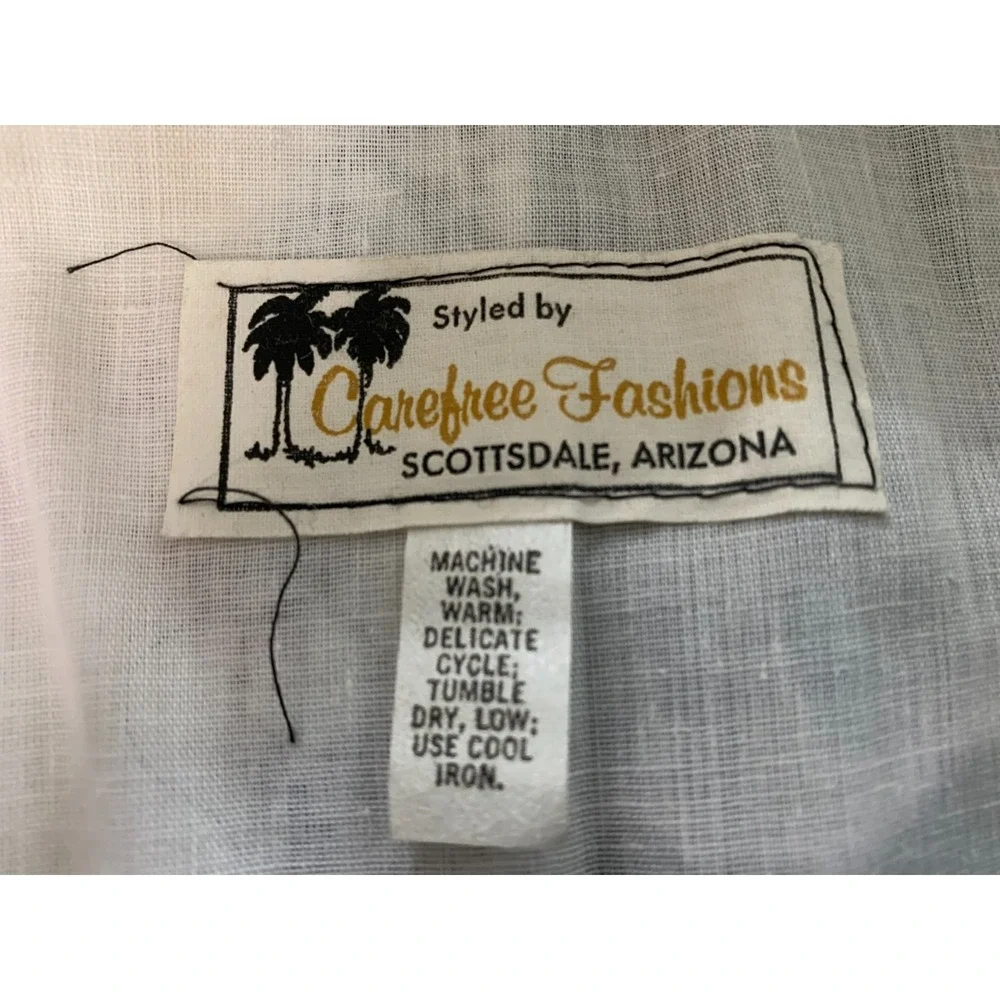 Styled by
Carefree Fashions
SCOTTSDALE, ARIZONA
MACHINE
WASH,
WARM;
DELICATE
CYCLE;
TUMBLE
DRY, LOW;
USE COOL
IRON.